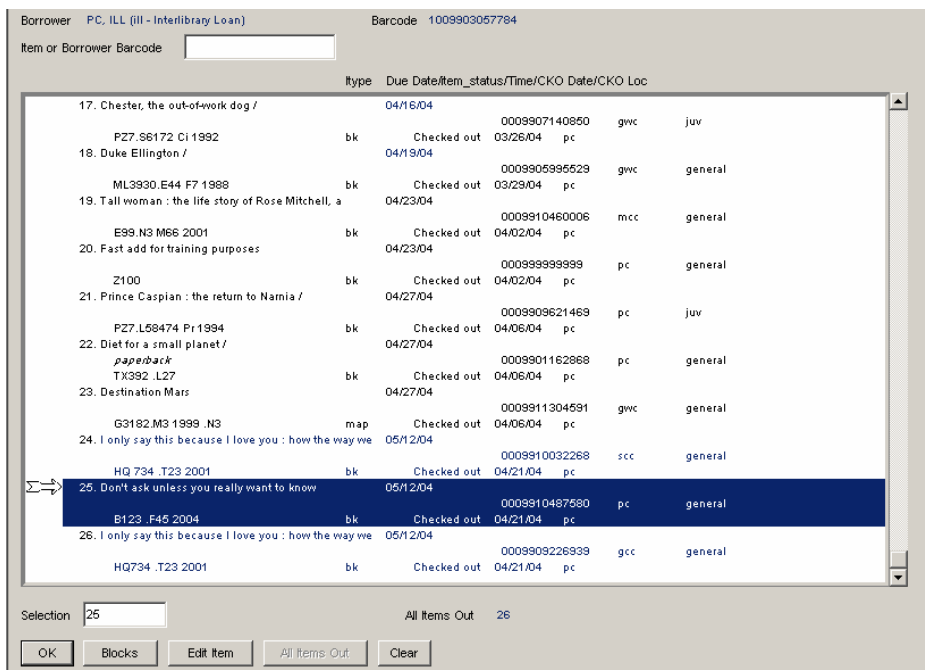 Borrower PC, ILL (ill - Interlibrary Loan) Barcode 1009903057784
Item or Borrower Barcode
Itype Due Date/Item_status/Time/CKO Date/CKO Loc
17. Chester, the out-of-work dog / 04/16/04
0009907140850 gwc juv
PZ7.S6172 Ci 1992 bk Checked out 03/26/04 pc
18. Duke Ellington / 04/19/04
0009905995529 gwc general
ML3930.E44 F7 1988 bk Checked out 03/29/04 pc
19. Tall woman : the life story of Rose Mitchell, a 04/23/04
0009910460006 mcc general
E99.N3 M66 2001 bk Checked out 04/02/04 pc
20. Fast add for training purposes 04/23/04
000999999999 pc general
Z100 bk Checked out 04/02/04 pc
21. Prince Caspian : the return to Narnia / 04/27/04
0009909621469 pc juv
PZ7.L58474 Pr 1994 bk Checked out 04/06/04 pc
22. Diet for a small planet / 04/27/04
paperback 0009901162868 pc general
TX392 .L27 bk Checked out 04/06/04 pc
23. Destination Mars 04/27/04
0009911304591 gwc general
G3182.M3 1999 .N3 map Checked out 04/06/04 pc
24. I only say this because I love you : how the way we 05/12/04
0009910032268 scc general
HQ 734 .T23 2001 bk Checked out 04/21/04 pc
25. Don't ask unless you really want to know 05/12/04
0009910487580 pc general
B123 .F45 2004 bk Checked out 04/21/04 pc
26. I only say this because I love you : how the way we 05/12/04
0009909226939 gcc general
HQ734 .T23 2001 bk Checked out 04/21/04 pc
Selection 25 All Items Out 26
OK Blocks Edit Item All Items Out Clear